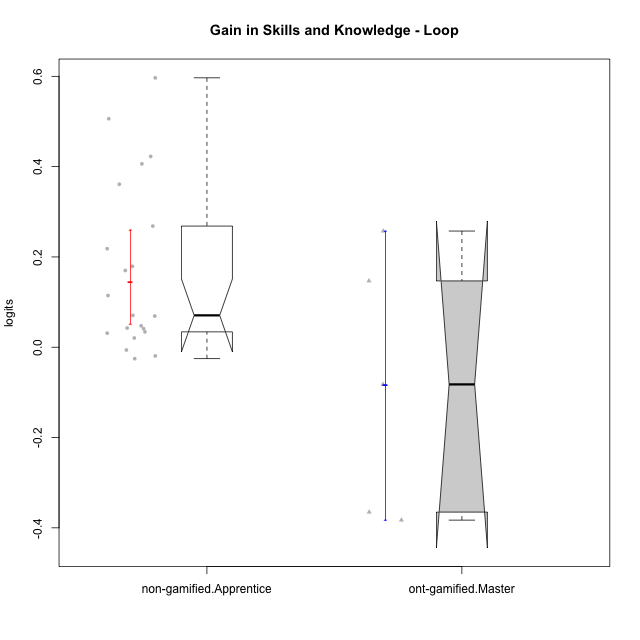 Gain in Skills and Knowledge - Loop
logits
0.6
0.4
0.2
0.0
-0.2
-0.4
non-gamified.Apprentice
ont-gamified.Master